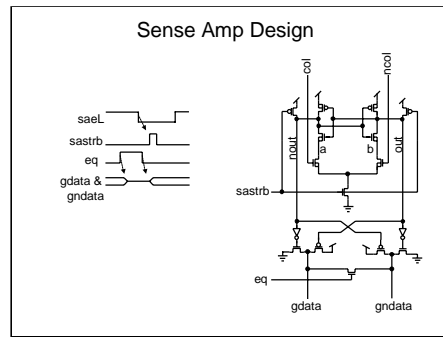 Sense Amp Design
col
ncol
saeL
sastrb
eq
gdata &
gndata
a
b
nout
out
sastrb
eq
gdata
gndata